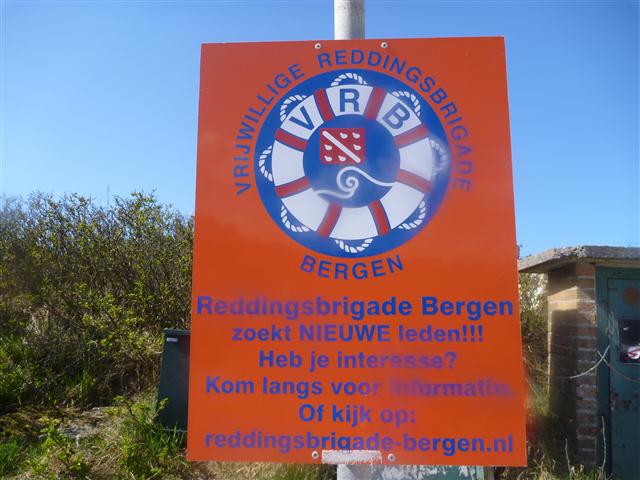 VRIJWILLIGE REDDINGSBRIGADE
VRB
BERGEN
Reddingsbrigade Bergen
zoekt NIEUWE leden!!!
Heb je interesse?
Kom langs voor informatie.
Of kijk op:
reddingsbrigade-bergen.nl